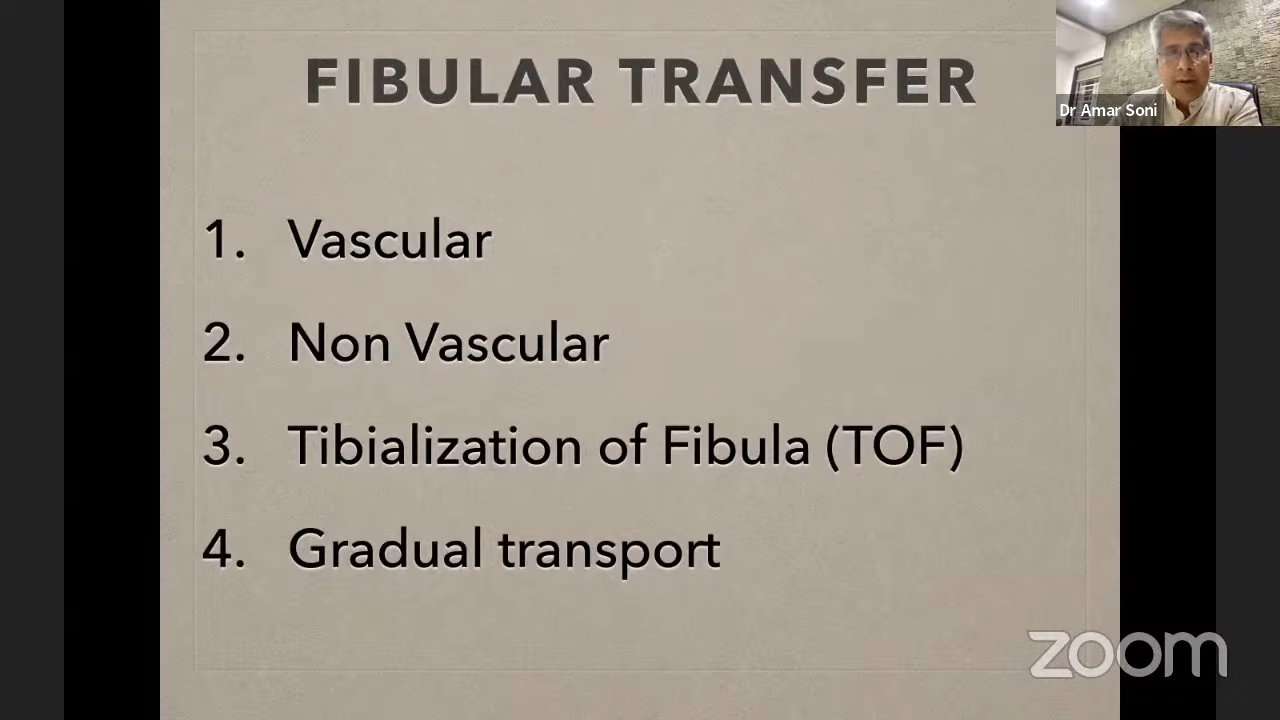 FIBULAR TRANSFER
Dr Amar Soni
1. Vascular
2. Non Vascular
3. Tibialization of Fibula (TOF)
4. Gradual transport
zoom